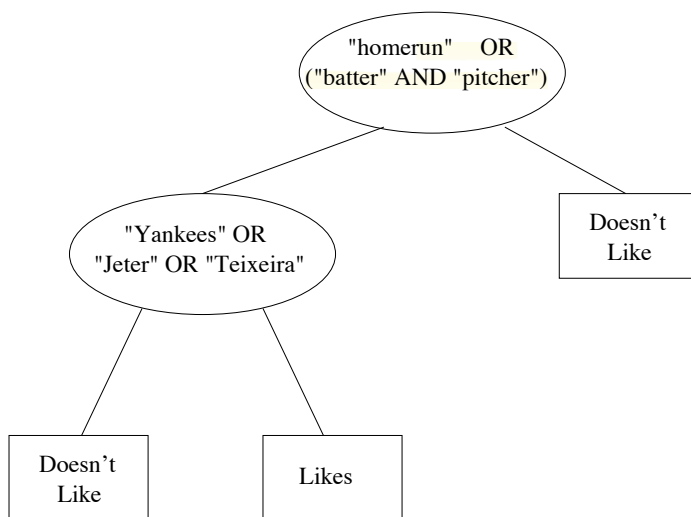 "homerun" OR
("batter" AND "pitcher")
"Yankees" OR
"Jeter" OR "Teixeira"
Doesn't
Like
Doesn't
Like
Likes